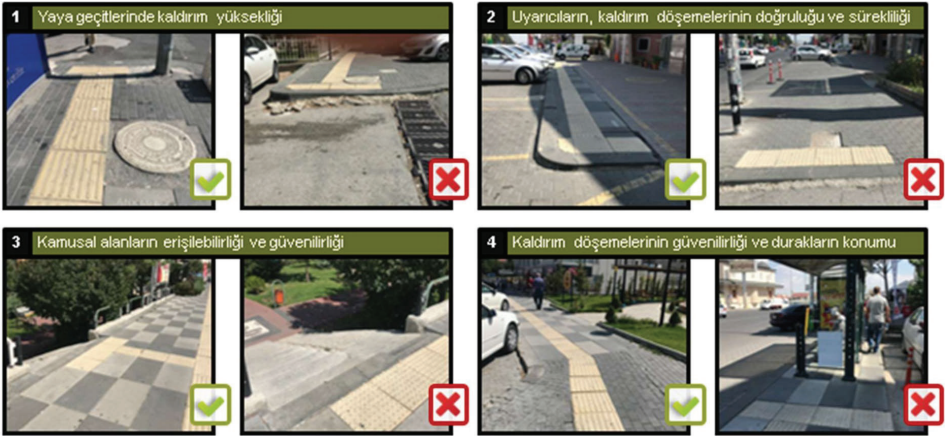 1 Yaya geçitlerinde kaldırım yüksekliği
2 Uyarıcıların, kaldırım döşemelerinin doğruluğu ve sürekliliği
3 Kamusal alanların erişilebilirliği ve güvenilirliği
4 Kaldırım döşemelerinin güvenilirliği ve durakların konumu